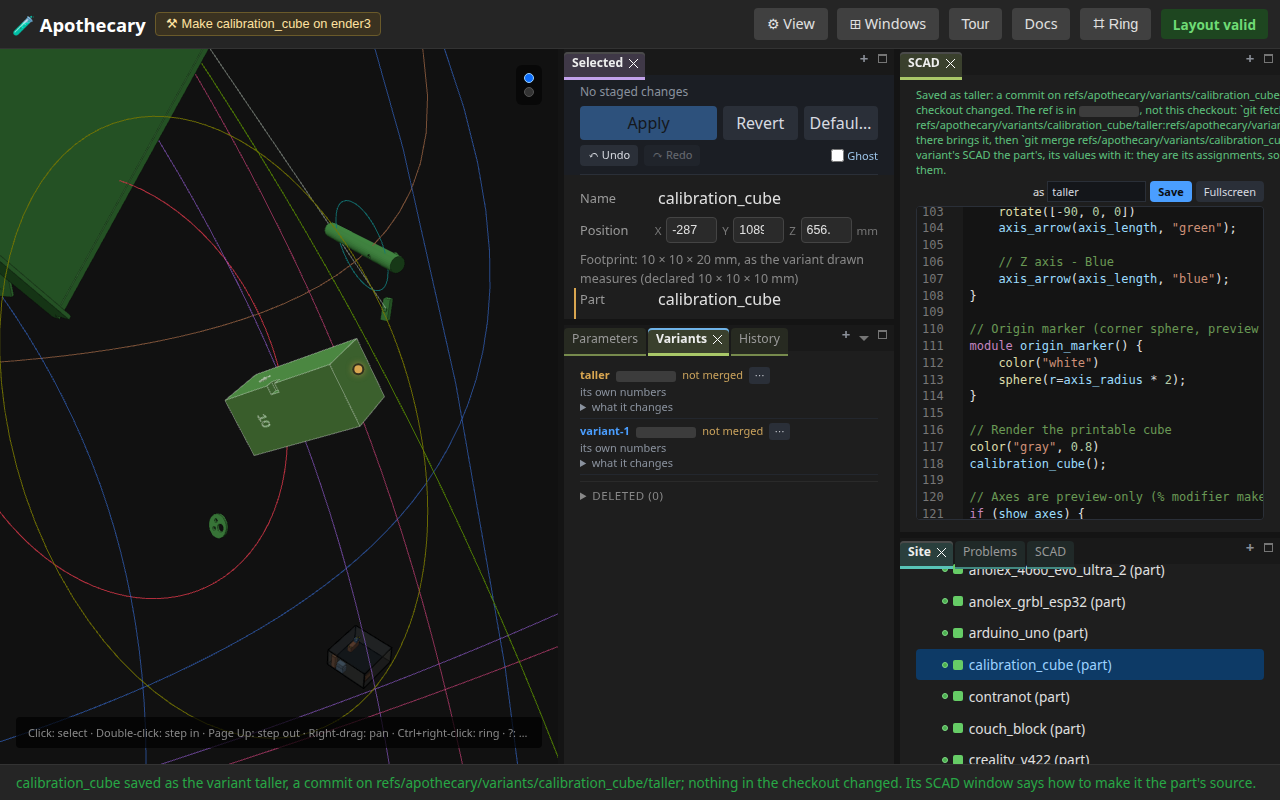 Apothecary
⚒ Make calibration_cube on ender3
⚙ View
⊞ Windows
Tour
Docs
⌗ Ring
Layout valid
Selected
No staged changes
Apply
Revert
Defaul...
↶ Undo
↷ Redo
Ghost
Name calibration_cube
Position X -287 Y 108 Z 656. mm
Footprint: 10 × 10 × 20 mm, as the variant drawn
measures (declared 10 × 10 × 10 mm)
Part calibration_cube
Parameters
Variants
History
taller not merged ...
its own numbers
▶ what it changes
variant-1 not merged ...
its own numbers
▶ what it changes
▶ DELETED (0)
SCAD
Saved as taller: a commit on refs/apothecary/variants/calibration_cube
checkout changed. The ref is in , not this checkout: `git fetch
refs/apothecary/variants/calibration_cube/taller:refs/apothecary/varian
there brings it, then `git merge refs/apothecary/variants/calibration_cu
variant's SCAD the part's, its values with it: they are its assignments, so
them.
as taller Save Fullscreen
103 rotate([-90, 0, 0])
104 axis_arrow(axis_length, "green");
105
106 // Z axis - Blue
107 axis_arrow(axis_length, "blue");
108 }
109
110 // Origin marker (corner sphere, preview
111 module origin_marker() {
112 color("white")
113 sphere(r=axis_radius * 2);
114 }
115
116 // Render the printable cube
117 color("gray", 0.8)
118 calibration_cube();
119
120 // Axes are preview-only (% modifier make
121 if (show_axes) {
Site
Problems
SCAD
anolex_4060_evo_ultra_2 (part)
anolex_grbl_esp32 (part)
arduino_uno (part)
calibration_cube (part)
contranot (part)
couch_block (part)
creality_v422 (part)
10
Click: select · Double-click: step in · Page Up: step out · Right-drag: pan · Ctrl+right-click: ring · ?: ...
calibration_cube saved as the variant taller, a commit on refs/apothecary/variants/calibration_cube/taller; nothing in the checkout changed. Its SCAD window says how to make it the part's source.